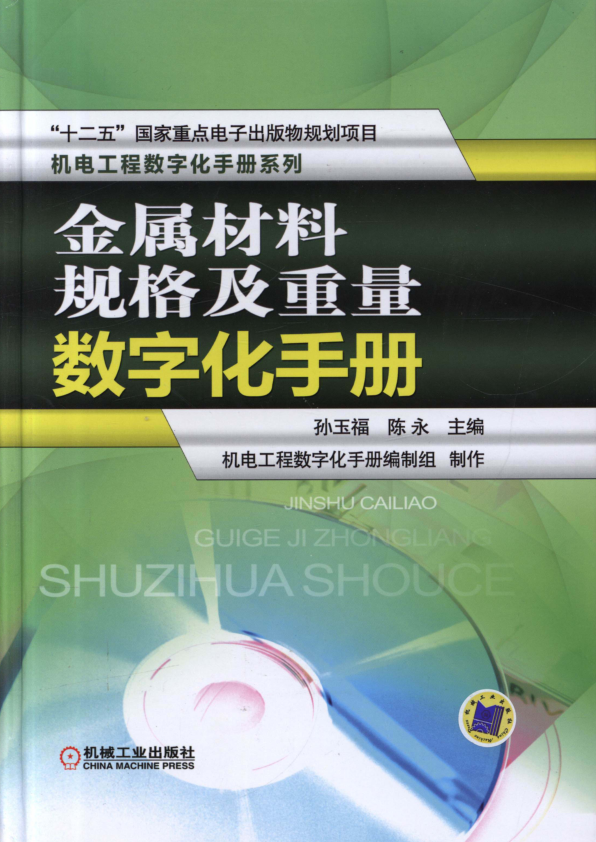 “十二五”国家重点电子出版物规划项目
机电工程数字化手册系列
金属材料
规格及重量
数字化手册
孙玉福 陈永 主编
机电工程数字化手册编制组 制作
JINSHU CAILIAO
GUIGE JI ZHONGLIANG
SHUZIHUA SHOUCE
机械工业出版社
CHINA MACHINE PRESS